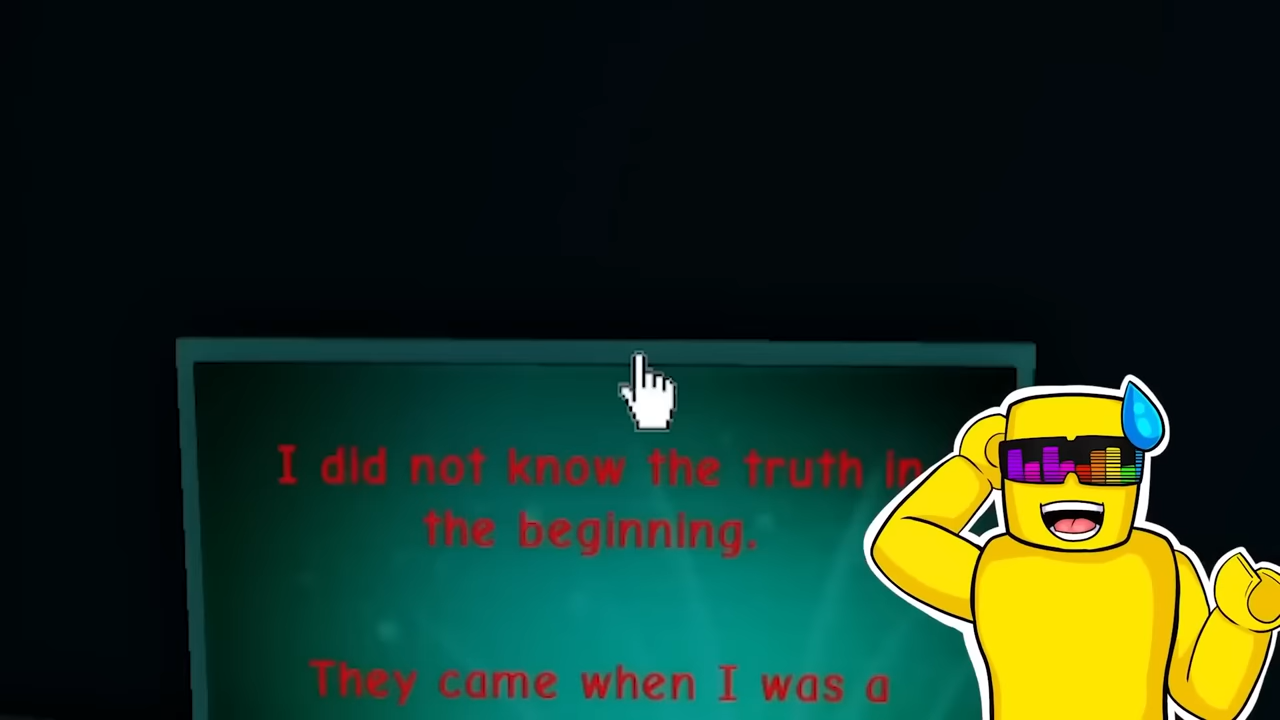 I did not know the truth in
the beginning.
They came when I was a